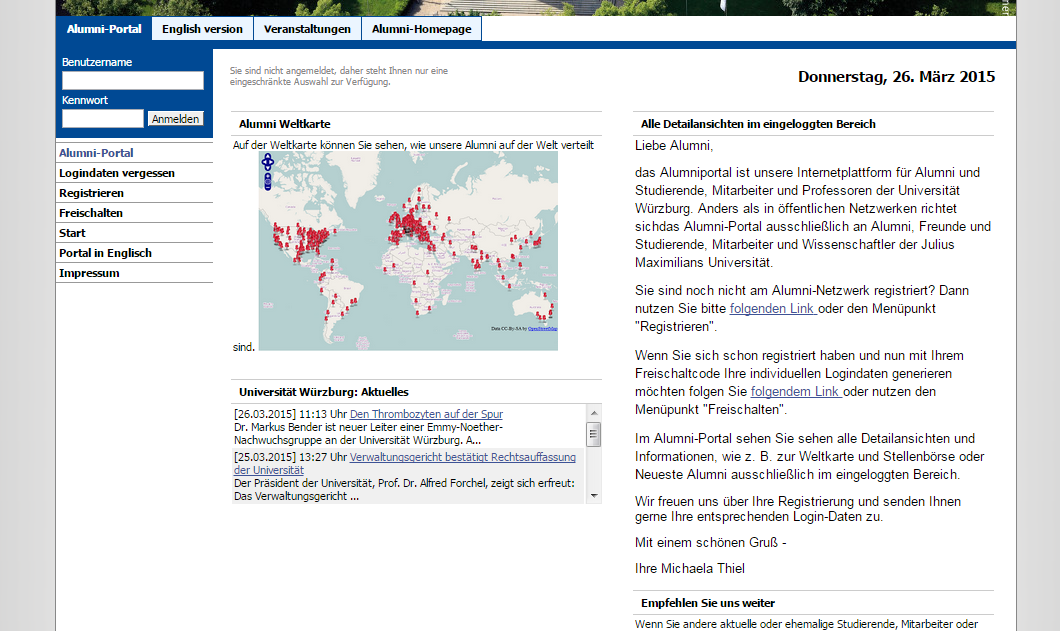 Alumni-Portal
English version
Veranstaltungen
Alumni-Homepage
Benutzername
Kennwort
Anmelden
Alumni-Portal
Logindaten vergessen
Registrieren
Freischalten
Start
Portal in Englisch
Impressum
Sie sind nicht angemeldet, daher steht Ihnen nur eine
eingeschränkte Auswahl zur Verfügung.
Donnerstag, 26. März 2015
Alumni Weltkarte
Auf der Weltkarte können Sie sehen, wie unsere Alumni auf der Welt verteilt
Data CC-By-SA by OpenStreetMap
sind.
Universität Würzburg: Aktuelles
[26.03.2015] 11:13 Uhr Den Thrombozyten auf der Spur
Dr. Markus Bender ist neuer Leiter einer Emmy-Noether-
Nachwuchsgruppe an der Universität Würzburg. A...
[25.03.2015] 13:27 Uhr Verwaltungsgericht bestätigt Rechtsauffassung
der Universität
Der Präsident der Universität, Prof. Dr. Alfred Forchel, zeigt sich erfreut:
Das Verwaltungsgericht ...
Alle Detailansichten im eingeloggten Bereich
Liebe Alumni,
das Alumniportal ist unsere Internetplattform für Alumni und
Studierende, Mitarbeiter und Professoren der Universität
Würzburg. Anders als in öffentlichen Netzwerken richtet
sichdas Alumni-Portal ausschließlich an Alumni, Freunde und
Studierende, Mitarbeiter und Wissenschaftler der Julius
Maximilians Universität.
Sie sind noch nicht am Alumni-Netzwerk registriert? Dann
nutzen Sie bitte folgenden Link oder den Menüpunkt
"Registrieren".
Wenn Sie sich schon registriert haben und nun mit Ihrem
Freischaltcode Ihre individuellen Logindaten generieren
möchten folgen Sie folgendem Link oder nutzen den
Menüpunkt "Freischalten".
Im Alumni-Portal sehen Sie sehen alle Detailansichten und
Informationen, wie z. B. zur Weltkarte und Stellenbörse oder
Neueste Alumni ausschließlich im eingeloggten Bereich.
Wir freuen uns über Ihre Registrierung und senden Ihnen
gerne Ihre entsprechenden Login-Daten zu.
Mit einem schönen Gruß -
Ihre Michaela Thiel
Empfehlen Sie uns weiter
Wenn Sie andere aktuelle oder ehemalige Studierende, Mitarbeiter oder